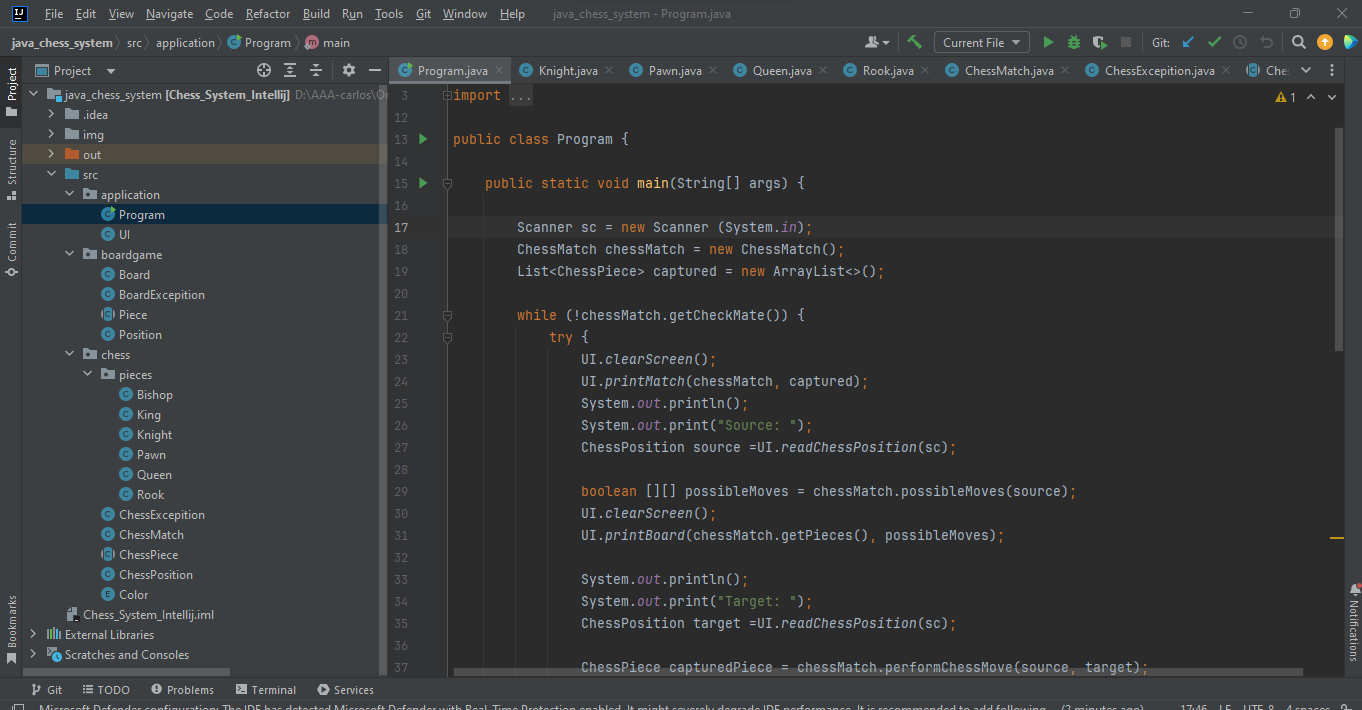 File Edit View Navigate Code Refactor Build Run Tools Git Window Help java_chess_system - Program.java
java_chess_system src application Program main Current File Git:
Project
Program.java Knight.java Pawn.java Queen.java Rook.java ChessMatch.java ChessException.java Che
java_chess_system [Chess_System_Intellij] D:\AAA-carlos\
.idea
img
out
src
application
Program
UI
boardgame
Board
BoardException
Piece
Position
chess
pieces
Bishop
King
Knight
Pawn
Queen
Rook
ChessException
ChessMatch
ChessPiece
ChessPosition
Color
Chess_System_Intellij.iml
External Libraries
Scratches and Consoles
Project
Structure
Commit
Bookmarks
3 import ...
1
12
13 public class Program {
14
15 public static void main(String[] args) {
16
17 Scanner sc = new Scanner (System.in);
18 ChessMatch chessMatch = new ChessMatch();
19 List<ChessPiece> captured = new ArrayList<>();
20
21 while (!chessMatch.getCheckMate()) {
22 try {
23 UI.clearScreen();
24 UI.printMatch(chessMatch, captured);
25 System.out.println();
26 System.out.print("Source: ");
27 ChessPosition source =UI.readChessPosition(sc);
28
29 boolean [][] possibleMoves = chessMatch.possibleMoves(source);
30 UI.clearScreen();
31 UI.printBoard(chessMatch.getPieces(), possibleMoves);
32
33 System.out.println();
34 System.out.print("Target: ");
35 ChessPosition target =UI.readChessPosition(sc);
36
37 ChessPiece capturedPiece = chessMatch.performChessMove(source, target);
Notifications
Git TODO Problems Terminal Services
Microsoft Defender configuration: The IDE has detected Microsoft Defender with Real-Time Protection enabled. It might severely degrade IDE performance. It is recommended to add following... (2 minutes ago) 17:46 LF UTF-8 4 spaces